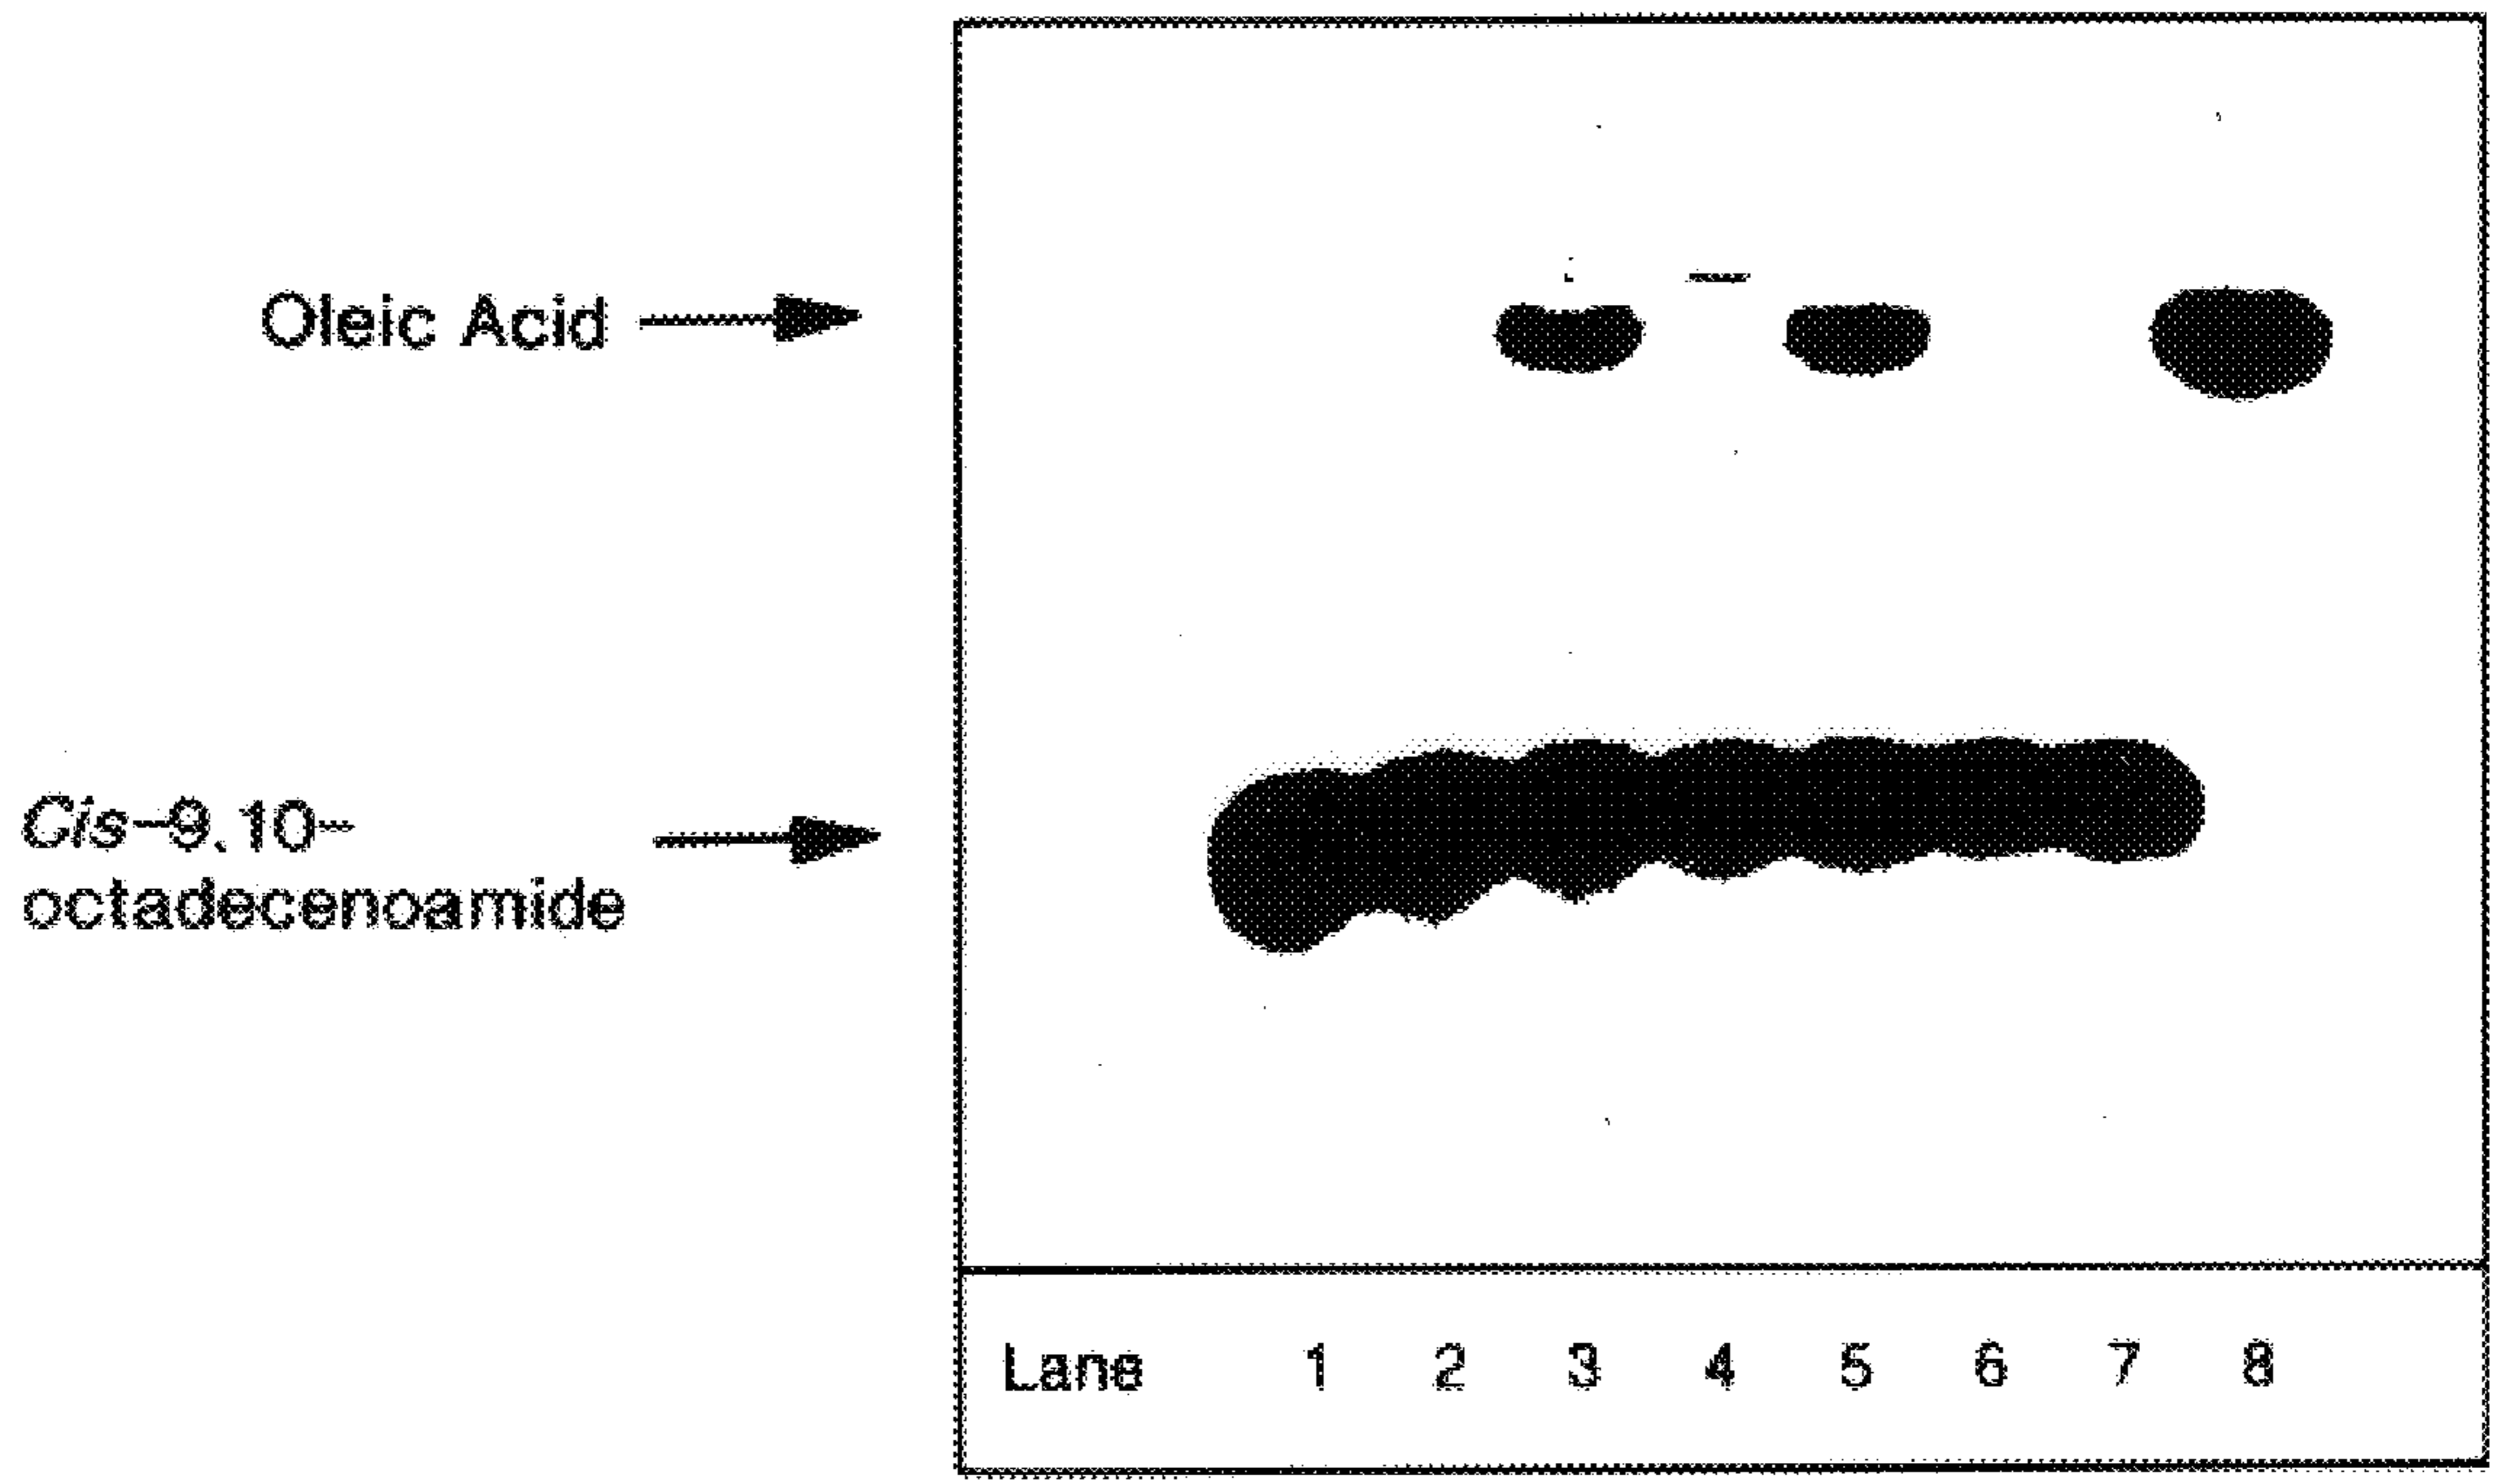 Oleic Acid
Cis-9,10-
octadecenoamide
Lane 1 2 3 4 5 6 7 8